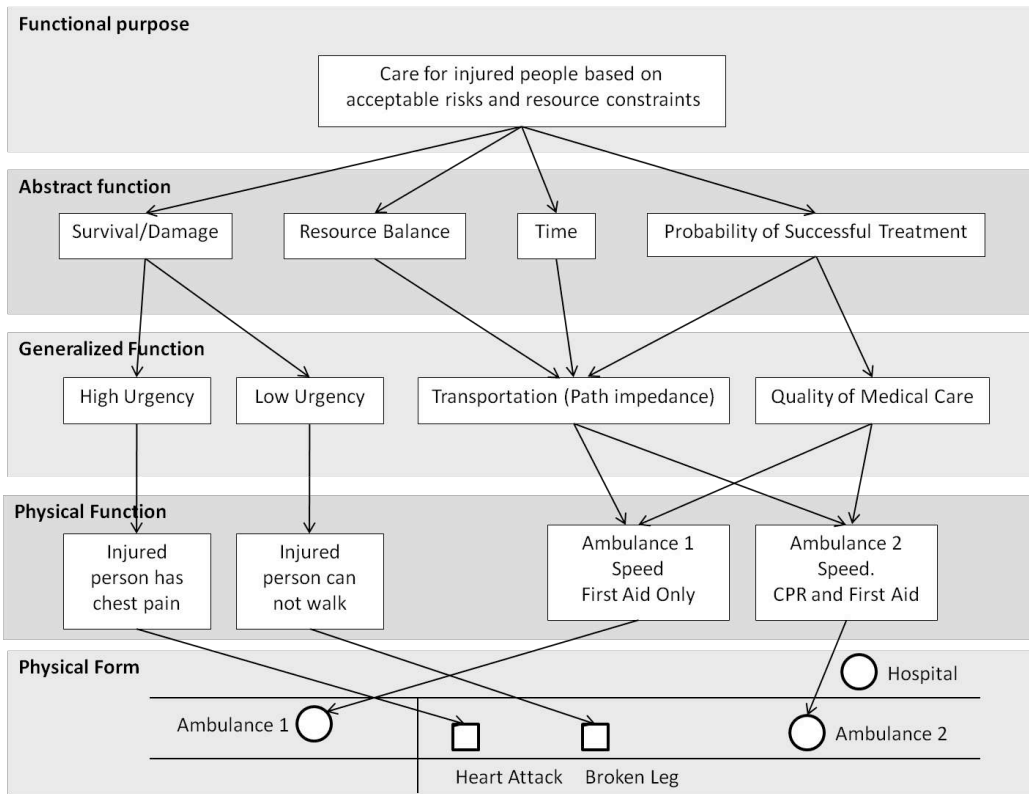 Functional purpose
Care for injured people based on
acceptable risks and resource constraints
Abstract function
Survival/Damage
Resource Balance
Time
Probability of Successful Treatment
Generalized Function
High Urgency
Low Urgency
Transportation (Path impedance)
Quality of Medical Care
Physical Function
Injured
person has
chest pain
Injured
person can
not walk
Ambulance 1
Speed
First Aid Only
Ambulance 2
Speed.
CPR and First Aid
Physical Form
Hospital
Ambulance 1
Ambulance 2
Heart Attack
Broken Leg